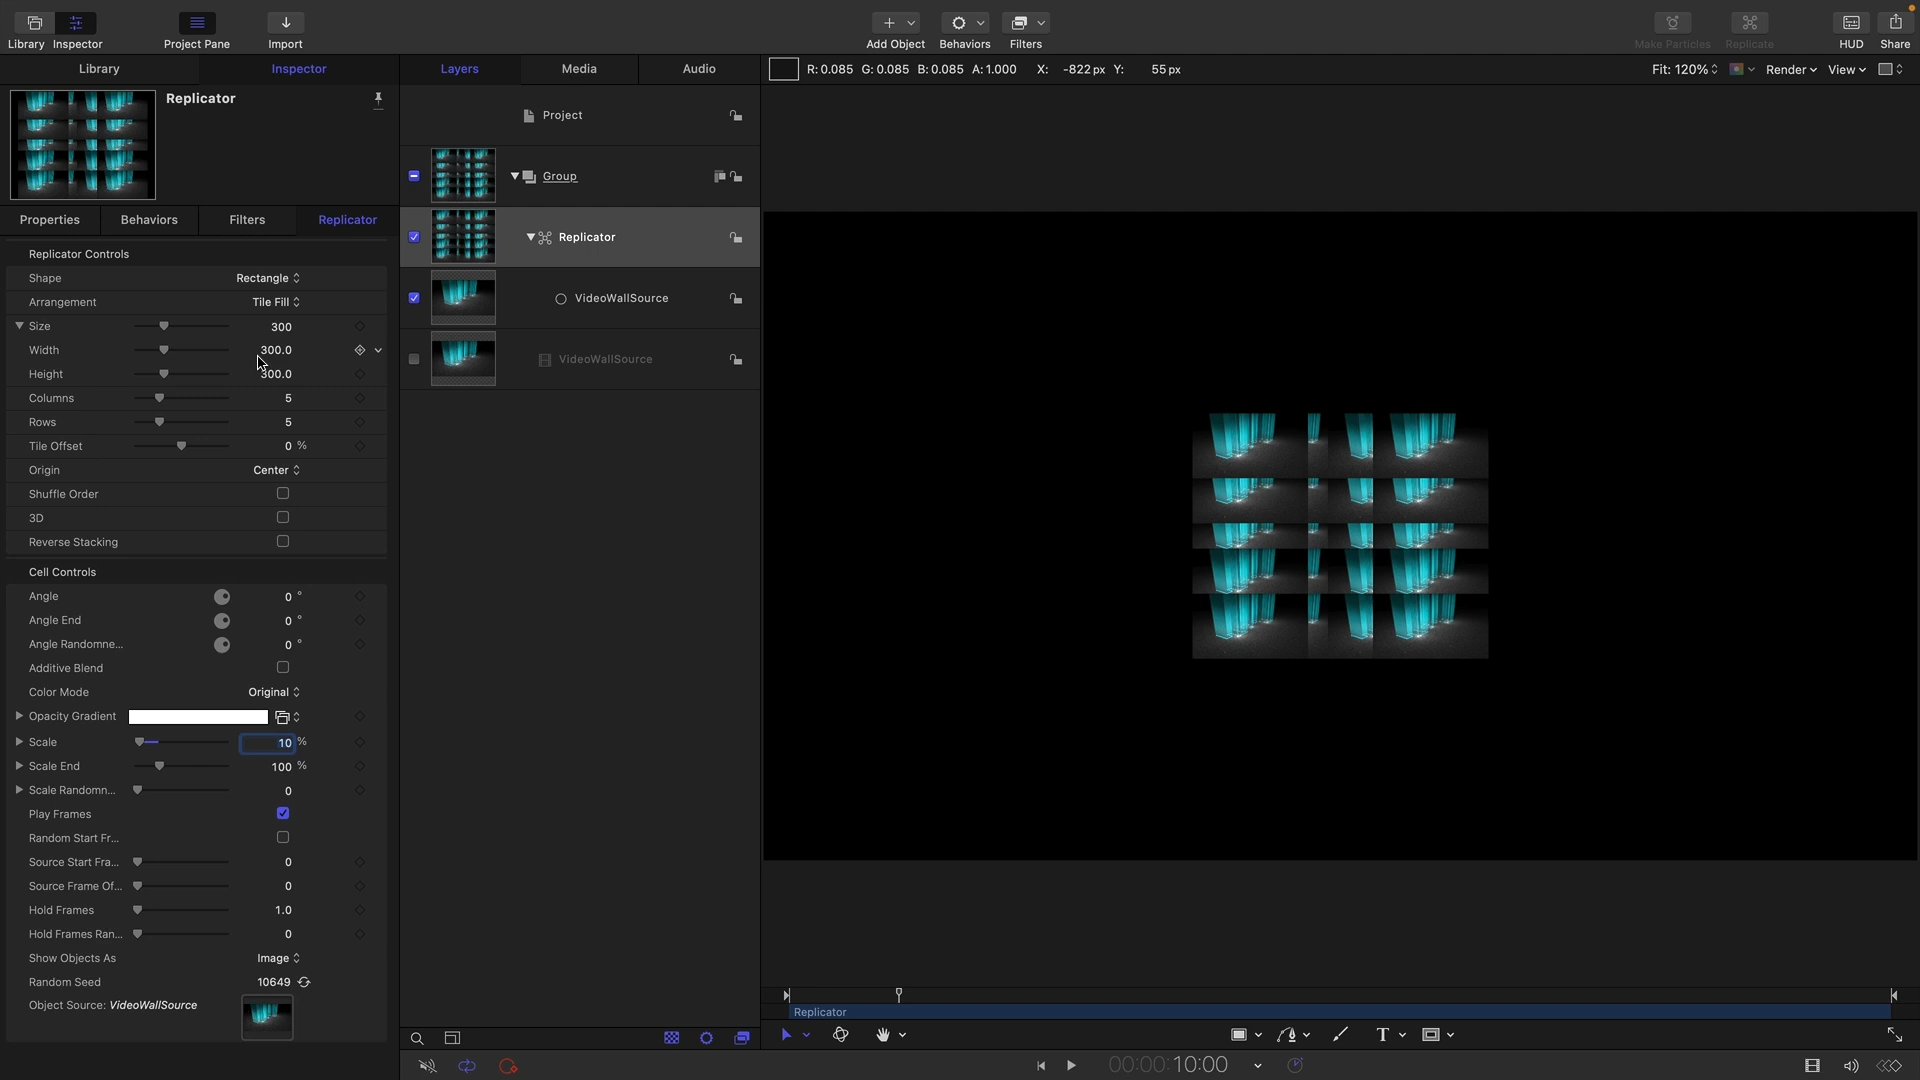 Library Inspector
Project Pane
Import
Add Object
Behaviors
Filters
Make Particles
Replicate
HUD
Share
Library
Inspector
Layers
Media
Audio
R: 0.085 G: 0.085 B: 0.085 A: 1.000 X: -822 px Y: 55 px
Fit: 120%
Render
View
Replicator
Properties
Behaviors
Filters
Replicator
Replicator Controls
Shape Rectangle
Arrangement Tile Fill
Size 300
Width 300.0
Height 300.0
Columns 5
Rows 5
Tile Offset 0 %
Origin Center
Shuffle Order
3D
Reverse Stacking
Cell Controls
Angle 0 °
Angle End 0 °
Angle Randomne... 0 °
Additive Blend
Color Mode Original
Opacity Gradient
Scale 10 %
Scale End 100 %
Scale Randomn... 0
Play Frames
Random Start Fr...
Source Start Fra... 0
Source Frame Of... 0
Hold Frames 1.0
Hold Frames Ran... 0
Show Objects As Image
Random Seed 10649
Object Source: VideoWallSource
Project
Group
Replicator
VideoWallSource
VideoWallSource
Replicator
T
00:00:10:00